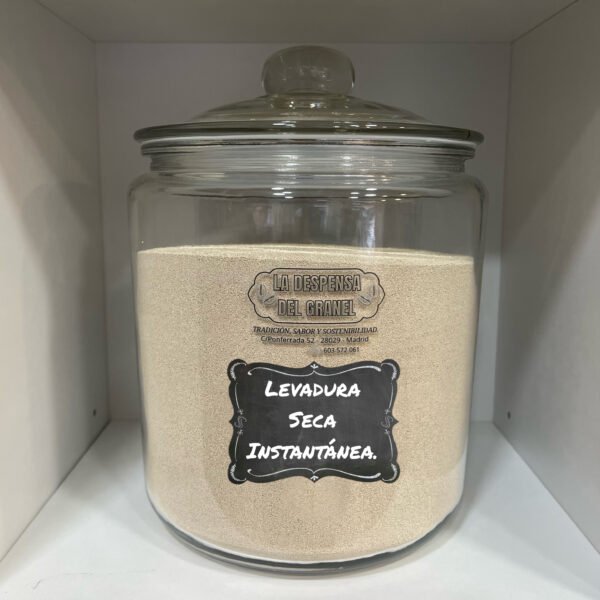 LA DESPENSA
DEL GRANEL
TRADICIÓN, SABOR Y SOSTENIBILIDAD.
C/Ponferrada 52 · 28029 - Madrid
603 572 061
LEVADURA
SECA
INSTANTÁNEA.